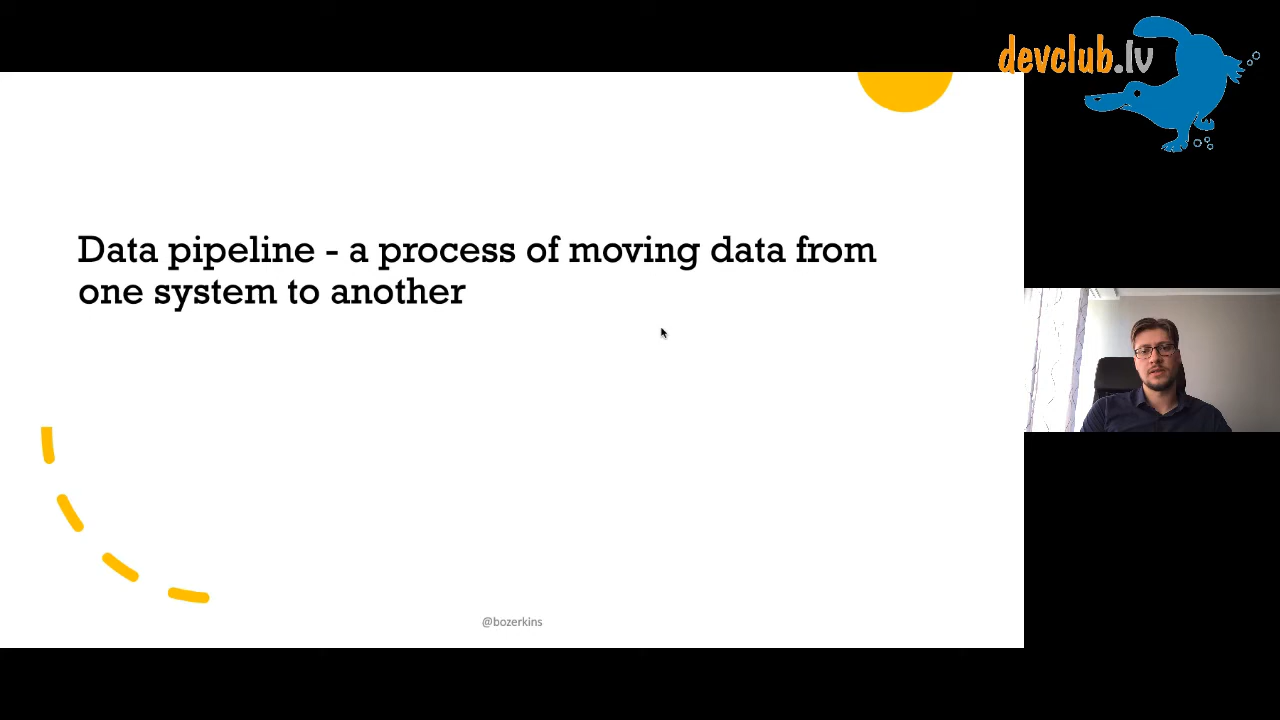 devclub.lv
Data pipeline - a process of moving data from
one system to another
@bozerkins